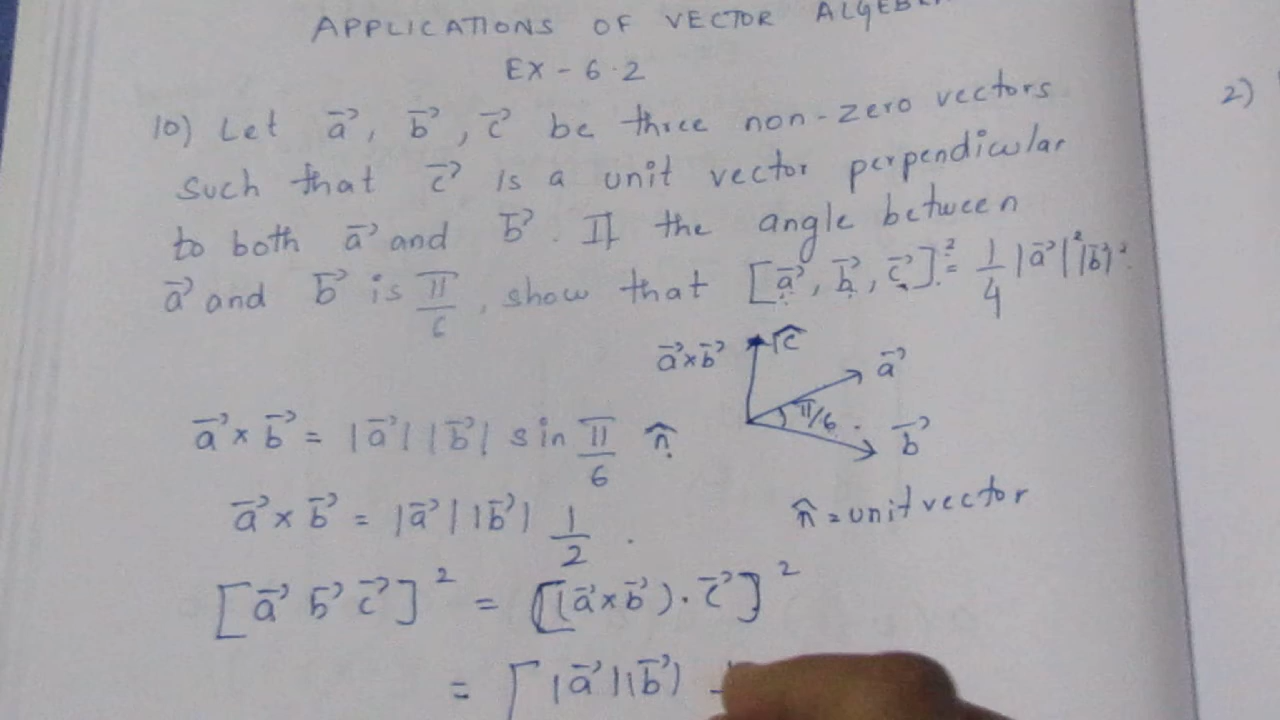 APPLICATIONS OF VECTOR
EX - 6.2
10) Let a⃗, b⃗, c⃗ be three non-zero vectors
such that c⃗ is a unit vector perpendicular
to both a⃗ and b⃗. If the angle between
a⃗ and b⃗ is π/6, show that [a⃗, b⃗, c⃗]² = 1/4 |a⃗|²|b⃗|².
a⃗×b⃗ ĉ a⃗
π/6 b⃗
a⃗ × b⃗ = |a⃗| |b⃗| sin π/6 n̂
a⃗ × b⃗ = |a⃗| |b⃗| 1/2 .
n̂ = unit vector
[a⃗ b⃗ c⃗]² = [(a⃗×b⃗) . c⃗]²
= [ |a⃗| |b⃗|
2)